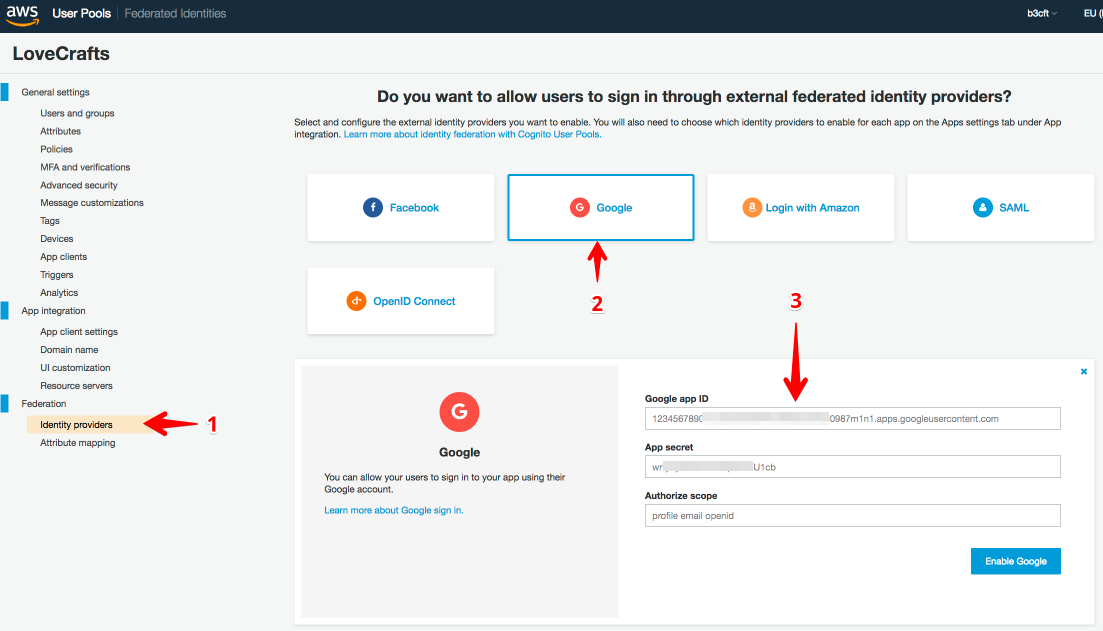 aws User Pools Federated Identities b3cft EU (
LoveCrafts
General settings
Users and groups
Attributes
Policies
MFA and verifications
Advanced security
Message customizations
Tags
Devices
App clients
Triggers
Analytics
App integration
App client settings
Domain name
UI customization
Resource servers
Federation
Identity providers
Attribute mapping
1
Do you want to allow users to sign in through external federated identity providers?
Select and configure the external identity providers you want to enable. You will also need to choose which identity providers to enable for each app on the Apps settings tab under App
integration. Learn more about identity federation with Cognito User Pools.
Facebook
Google
Login with Amazon
SAML
OpenID Connect
2
3
Google
You can allow your users to sign in to your app using their
Google account.
Learn more about Google sign in.
Google app ID
1234567890 0987m1n1.apps.googleusercontent.com
App secret
U1cb
Authorize scope
profile email openid
Enable Google